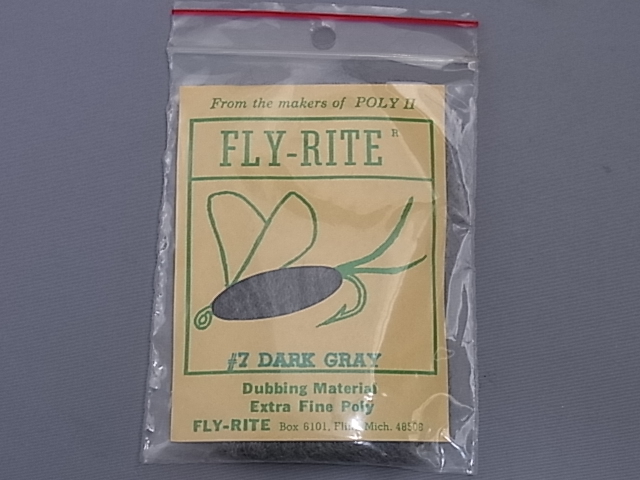 From the makers of POLY II
FLY-RITE R
#7 DARK GRAY
Dubbing Material
Extra Fine Poly
FLY-RITE Box 6101, Flint, Mich. 48508